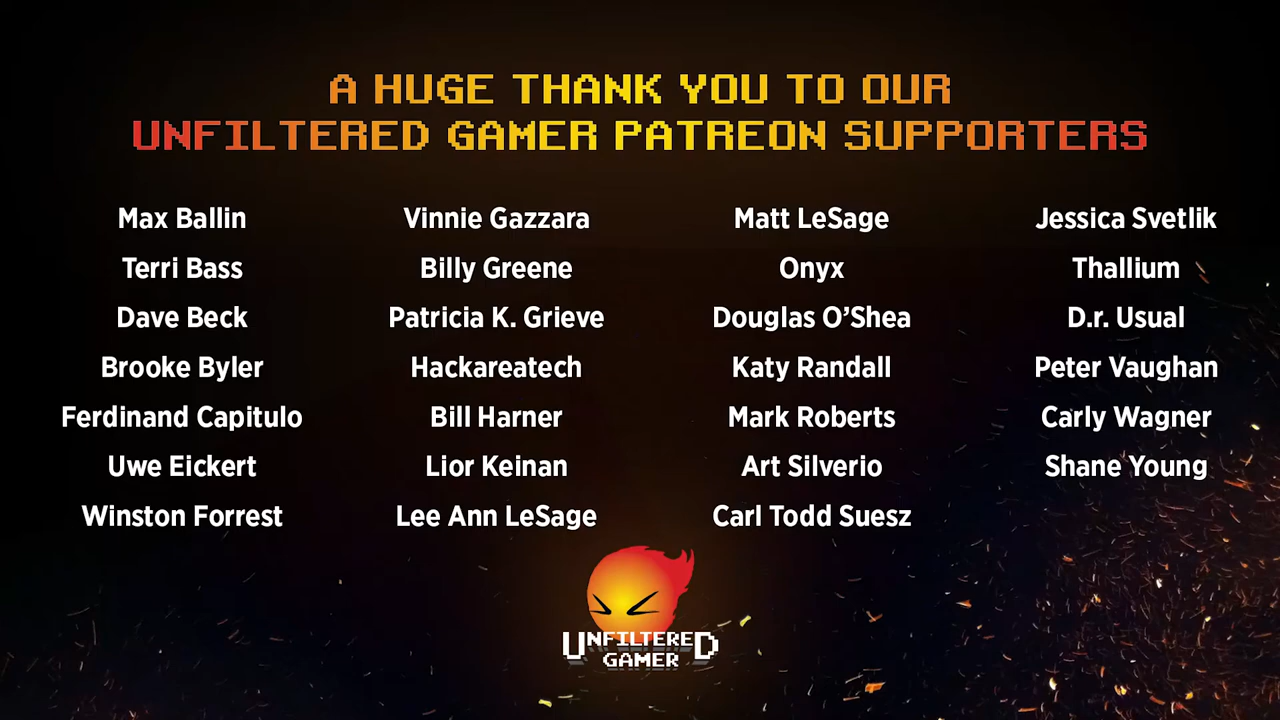 A HUGE THANK YOU TO OUR
UNFILTERED GAMER PATREON SUPPORTERS
Max Ballin
Terri Bass
Dave Beck
Brooke Byler
Ferdinand Capitulo
Uwe Eickert
Winston Forrest
Vinnie Gazzara
Billy Greene
Patricia K. Grieve
Hackareatech
Bill Harner
Lior Keinan
Lee Ann LeSage
Matt LeSage
Onyx
Douglas O’Shea
Katy Randall
Mark Roberts
Art Silverio
Carl Todd Suesz
Jessica Svetlik
Thallium
D.r. Usual
Peter Vaughan
Carly Wagner
Shane Young
UNFILTERED
GAMER